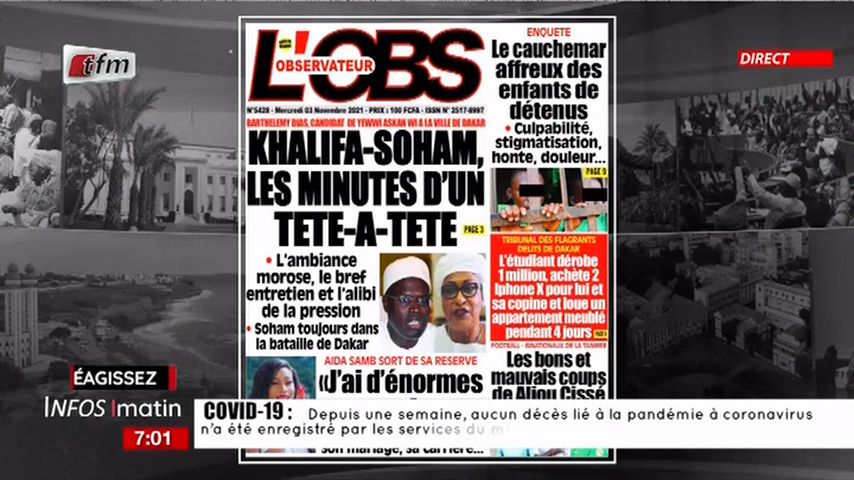 tfm
DIRECT
L'OBS
OBSERVATEUR
N°5428 - Mercredi 03 Novembre 2021 - PRIX : 100 FCFA - ISSN N° 2517-8997
BARTHELEMY DIAS, CANDIDAT DE YEWWI ASKAN WI A LA VILLE DE DAKAR
KHALIFA-SOHAM,
LES MINUTES D'UN
TETE-A-TETE
PAGE 3
• L'ambiance
morose, le bref
entretien et l'alibi
de la pression
• Soham toujours dans
la bataille de Dakar
AIDA SAMB SORT DE SA RESERVE
«J'ai d'énormes
son mariage, sa carrière...
ENQUETE
Le cauchemar
affreux des
enfants de
détenus
• Culpabilité,
stigmatisation,
honte, douleur...
PAGE 9
TRIBUNAL DES FLAGRANTS
DELITS DE DAKAR
L'étudiant dérobe
1 million, achète 2
Iphone X pour lui et
sa copine et loue un
appartement meublé
pendant 4 jours
FOOTBALL - BINATIONAUX DE LA TANIERE
Les bons et
mauvais coups
de Aliou Cissé
ÉAGISSEZ
INFOS matin
7:01
COVID-19 : Depuis une semaine, aucun décès lié à la pandémie à coronavirus
n'a été enregistré par les services du